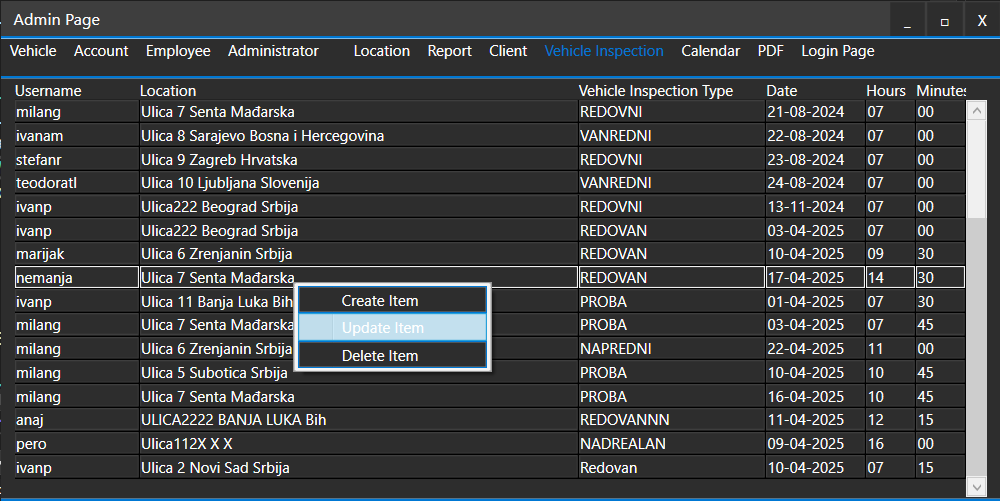 Admin Page
Vehicle Account Employee Administrator Location Report Client Vehicle Inspection Calendar PDF Login Page
Username Location Vehicle Inspection Type Date Hours Minutes
milang Ulica 7 Senta Mađarska REDOVNI 21-08-2024 07 00
ivanam Ulica 8 Sarajevo Bosna i Hercegovina VANREDNI 22-08-2024 07 00
stefanr Ulica 9 Zagreb Hrvatska REDOVNI 23-08-2024 07 00
teodoratl Ulica 10 Ljubljana Slovenija VANREDNI 24-08-2024 07 00
ivanp Ulica222 Beograd Srbija REDOVNI 13-11-2024 07 00
ivanp Ulica222 Beograd Srbija REDOVAN 03-04-2025 07 00
marijak Ulica 6 Zrenjanin Srbija REDOVAN 10-04-2025 09 30
nemanja Ulica 7 Senta Mađarska REDOVAN 17-04-2025 14 30
ivanp Ulica 11 Banja Luka Bih PROBA 01-04-2025 07 30
Create Item
milang Ulica 7 Senta Mađarska PROBA 03-04-2025 07 45
Update Item
milang Ulica 6 Zrenjanin Srbija NAPREDNI 22-04-2025 11 00
Delete Item
milang Ulica 5 Subotica Srbija PROBA 10-04-2025 10 45
milang Ulica 7 Senta Mađarska PROBA 16-04-2025 10 45
anaj ULICA2222 BANJA LUKA Bih REDOVANNN 11-04-2025 12 15
pero Ulica112X X X NADREALAN 09-04-2025 16 00
ivanp Ulica 2 Novi Sad Srbija Redovan 10-04-2025 07 15